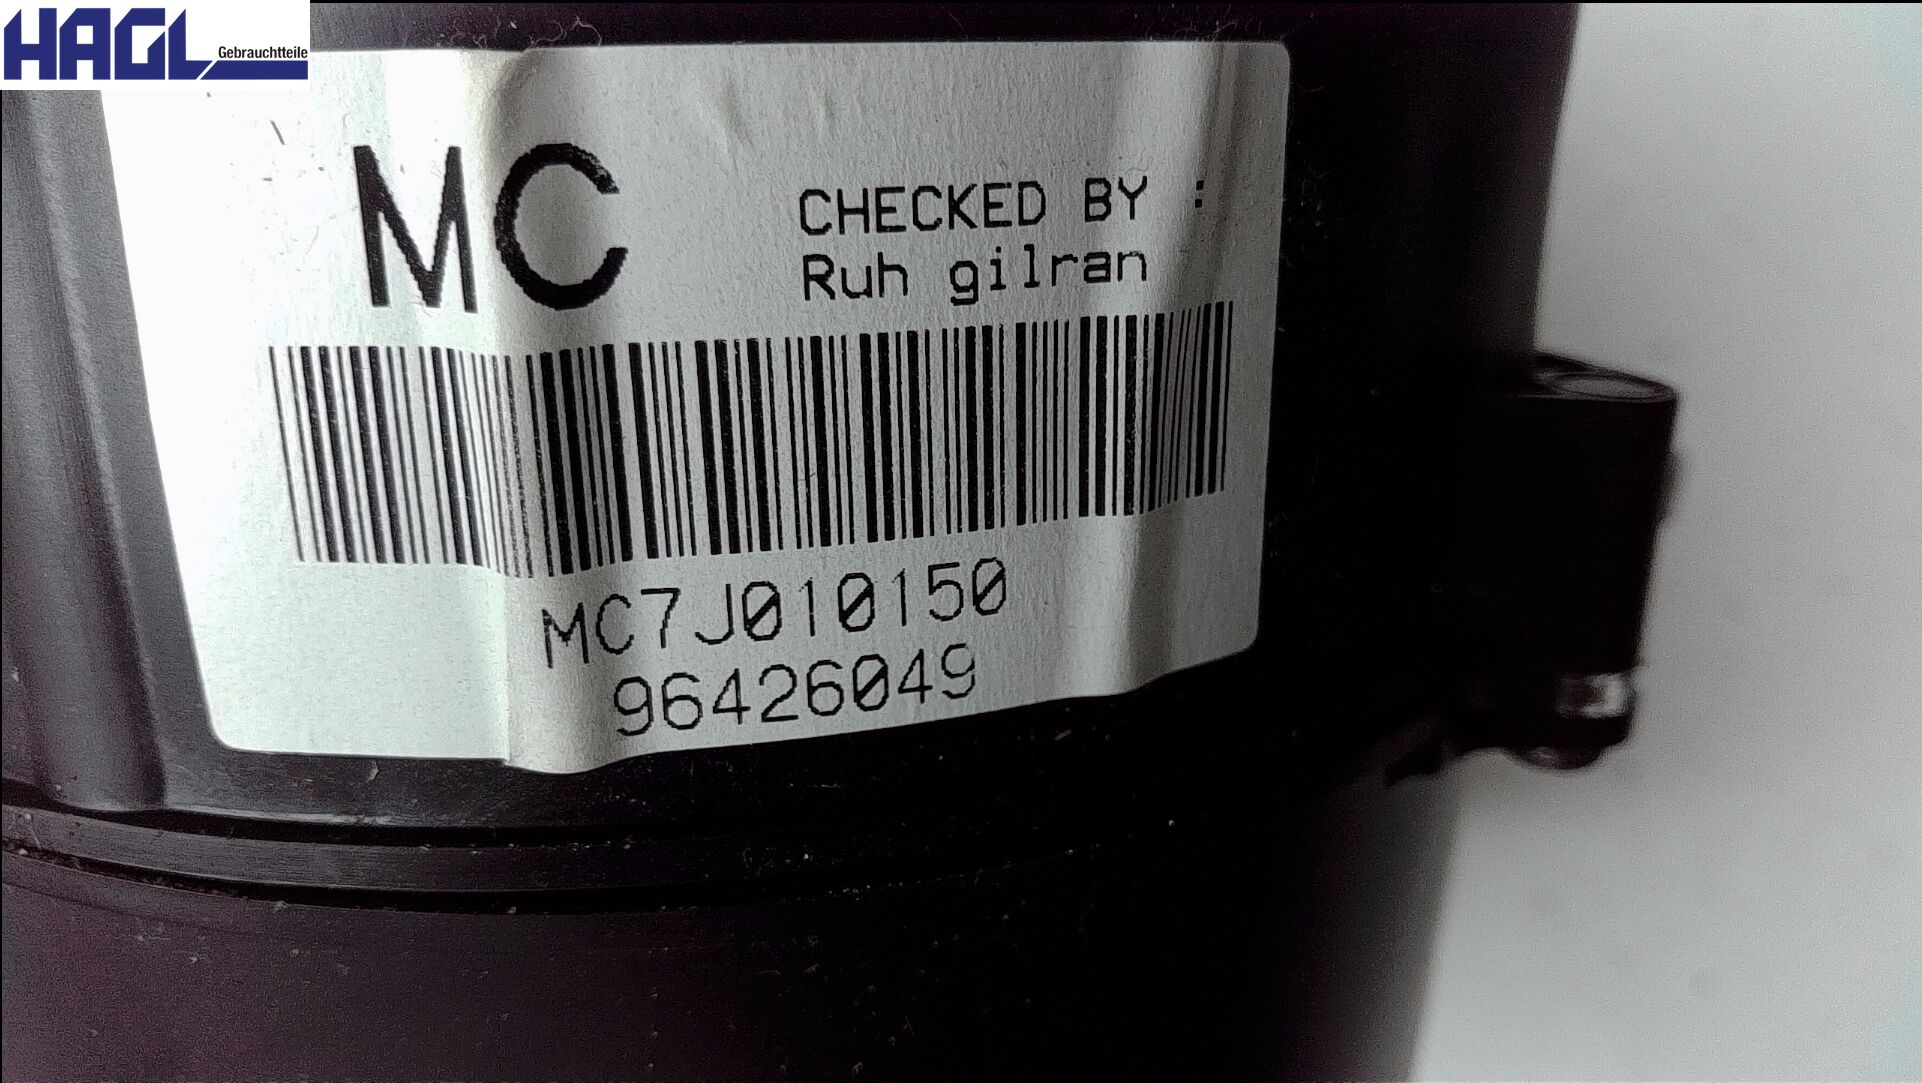 HAGL
Gebrauchtteile
MC
CHECKED BY :
Ruh gilran
MC7J010150
96426049